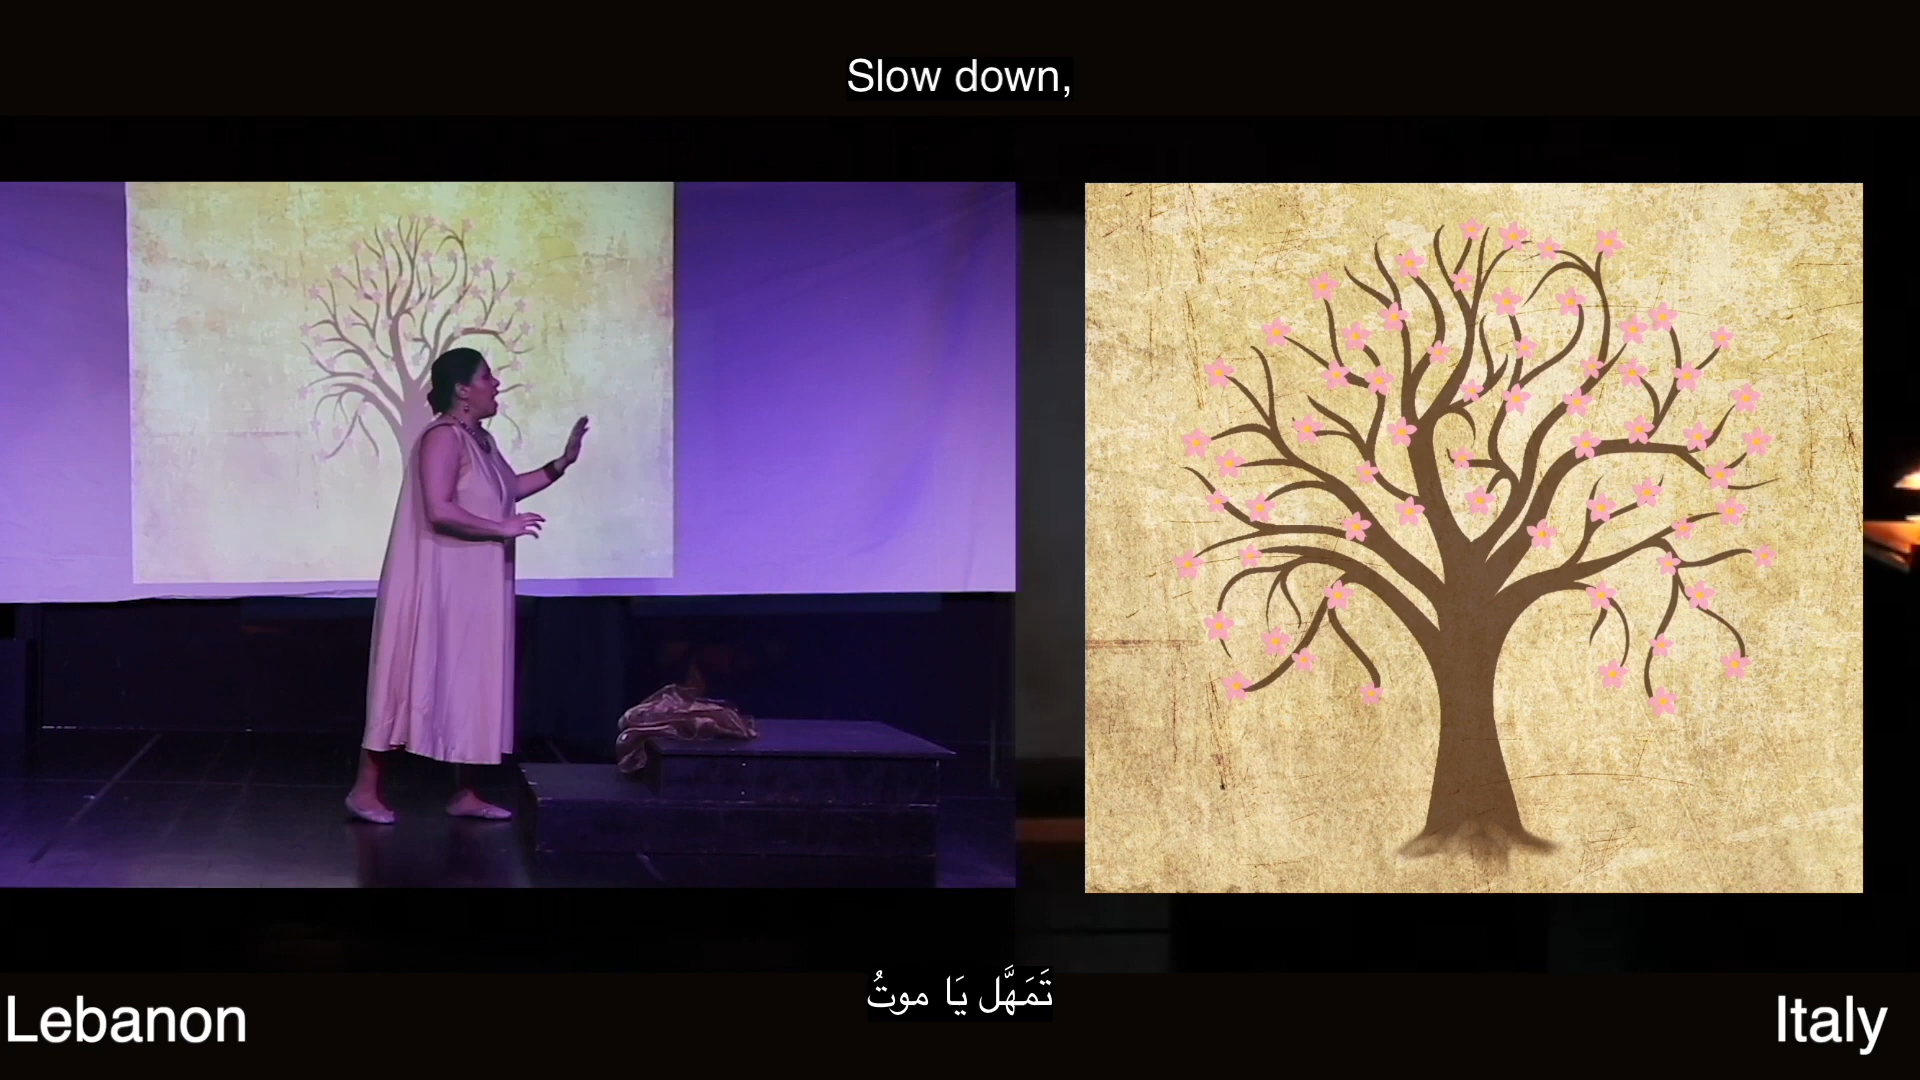 Slow down,
تَمَهَّل يَا موتُ
Lebanon
Italy